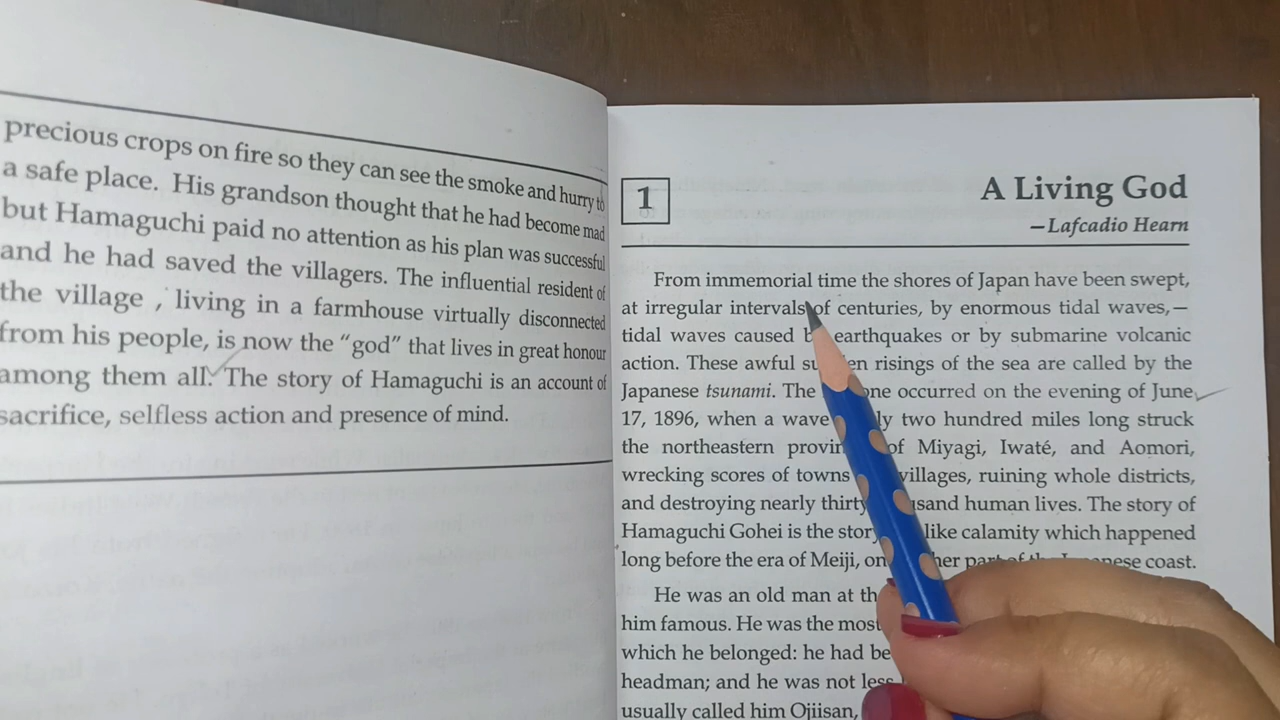 precious crops on fire so they can see the smoke and hurry to
a safe place. His grandson thought that he had become mad
but Hamaguchi paid no attention as his plan was successful
and he had saved the villagers. The influential resident of
the village , living in a farmhouse virtually disconnected
from his people, is now the “god” that lives in great honour
among them all. The story of Hamaguchi is an account of
sacrifice, selfless action and presence of mind.
1
A Living God
—Lafcadio Hearn
From immemorial time the shores of Japan have been swept,
at irregular intervals of centuries, by enormous tidal waves,—
tidal waves caused by earthquakes or by submarine volcanic
action. These awful sudden risings of the sea are called by the
Japanese tsunami. The one occurred on the evening of June
17, 1896, when a wave two hundred miles long struck
the northeastern provinces of Miyagi, Iwaté, and Aomori,
wrecking scores of towns villages, ruining whole districts,
and destroying nearly thirty thousand human lives. The story of
Hamaguchi Gohei is the story like calamity which happened
long before the era of Meiji, on part of the Japanese coast.
He was an old man at
him famous. He was the most
which he belonged: he had
headman; and he was not less
usually called him Ojiisan,